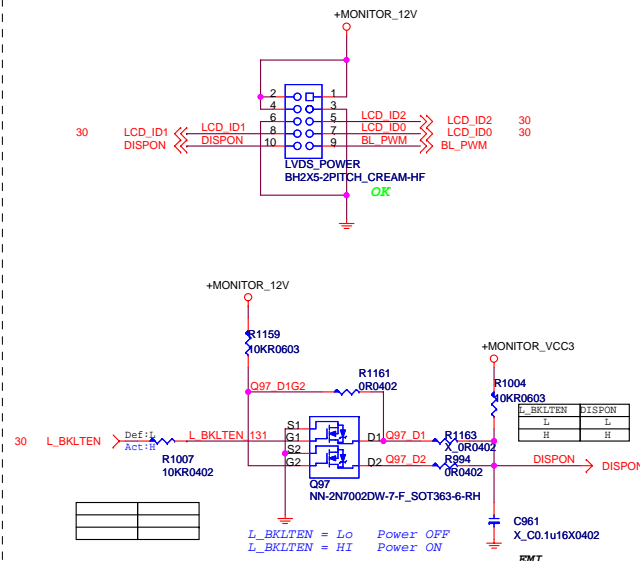 +MONITOR_12V
2 1
4 3
6 5 LCD_ID2 LCD_ID2 30
30 LCD_ID1 LCD_ID1 8 7 LCD_ID0 LCD_ID0 30
DISPON DISPON 10 9 BL_PWM BL_PWM
LVDS_POWER
BH2X5-2PITCH_CREAM-HF
OK
+MONITOR_12V
R1159
10KR0603
+MONITOR_VCC3
R1161
0R0402
R1004
10KR0603
Q97_D1G2
L_BKLTEN DISPON
L L
H H
30 L_BKLTEN Def:L
Act:H
R1007
10KR0402
L_BKLTEN_131
S1
G1
S2
G2
D1 Q97_D1 R1163
X_0R0402
D2 Q97_D2 R994
0R0402
DISPON DISPON
Q97
NN-2N7002DW-7-F_SOT363-6-RH
C961
X_C0.1u16X0402
L_BKLTEN = Lo Power OFF
L_BKLTEN = HI Power ON
EMI